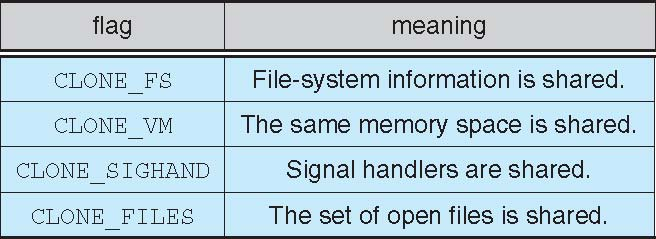 flag meaning
CLONE_FS File-system information is shared.
CLONE_VM The same memory space is shared.
CLONE_SIGHAND Signal handlers are shared.
CLONE_FILES The set of open files is shared.